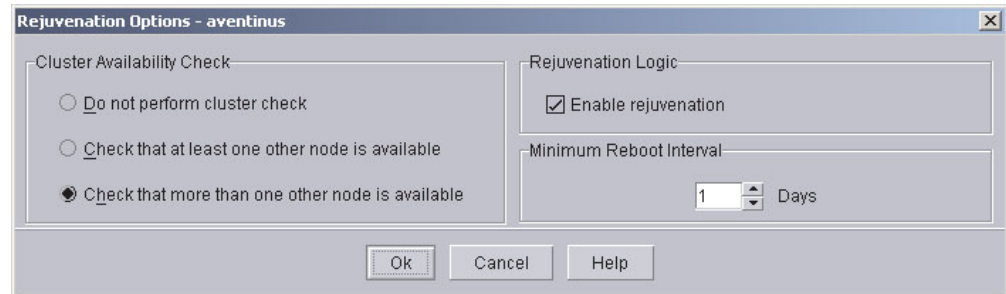 Rejuvenation Options - aventinus
Cluster Availability Check
Do not perform cluster check
Check that at least one other node is available
Check that more than one other node is available
Rejuvenation Logic
Enable rejuvenation
Minimum Reboot Interval
1 Days
Ok Cancel Help